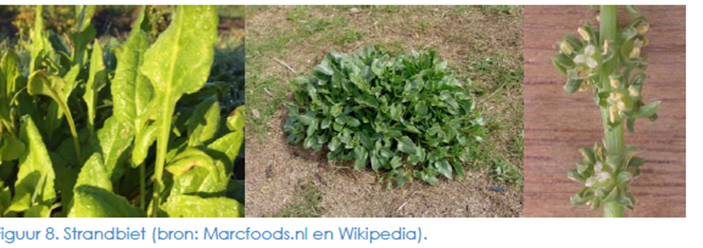 iguur 8. Strandbiet (bron: Marcfoods.nl en Wikipedia).